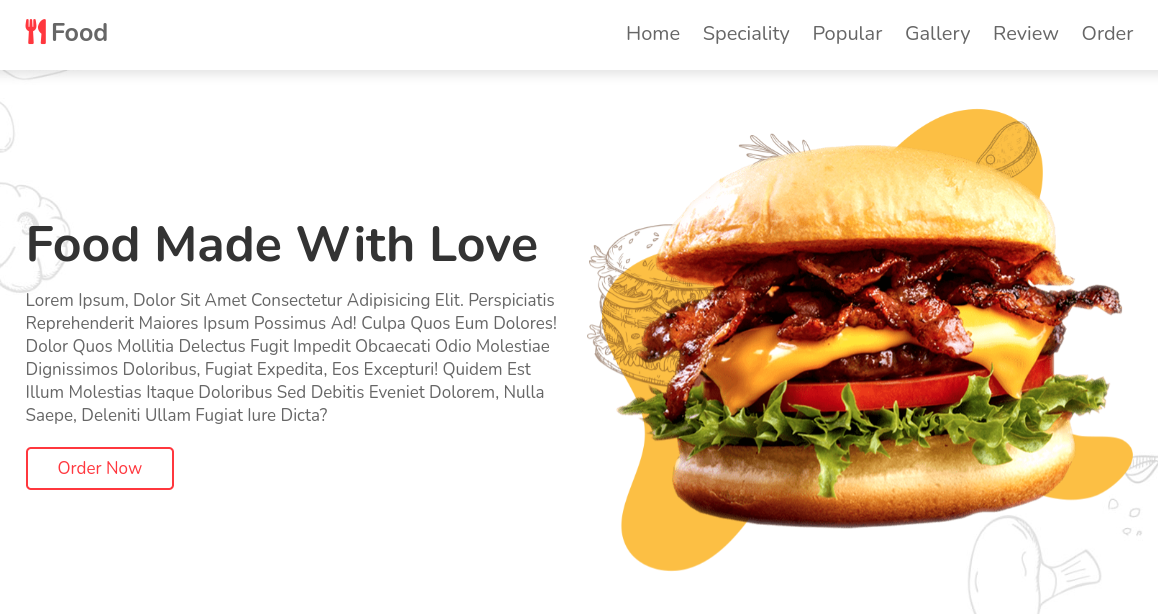 Food
Home Speciality Popular Gallery Review Order
Food Made With Love
Lorem Ipsum, Dolor Sit Amet Consectetur Adipisicing Elit. Perspiciatis
Reprehenderit Maiores Ipsum Possimus Ad! Culpa Quos Eum Dolores!
Dolor Quos Mollitia Delectus Fugit Impedit Obcaecati Odio Molestiae
Dignissimos Doloribus, Fugiat Expedita, Eos Excepturi! Quidem Est
Illum Molestias Itaque Doloribus Sed Debitis Eveniet Dolorem, Nulla
Saepe, Deleniti Ullam Fugiat Iure Dicta?
Order Now